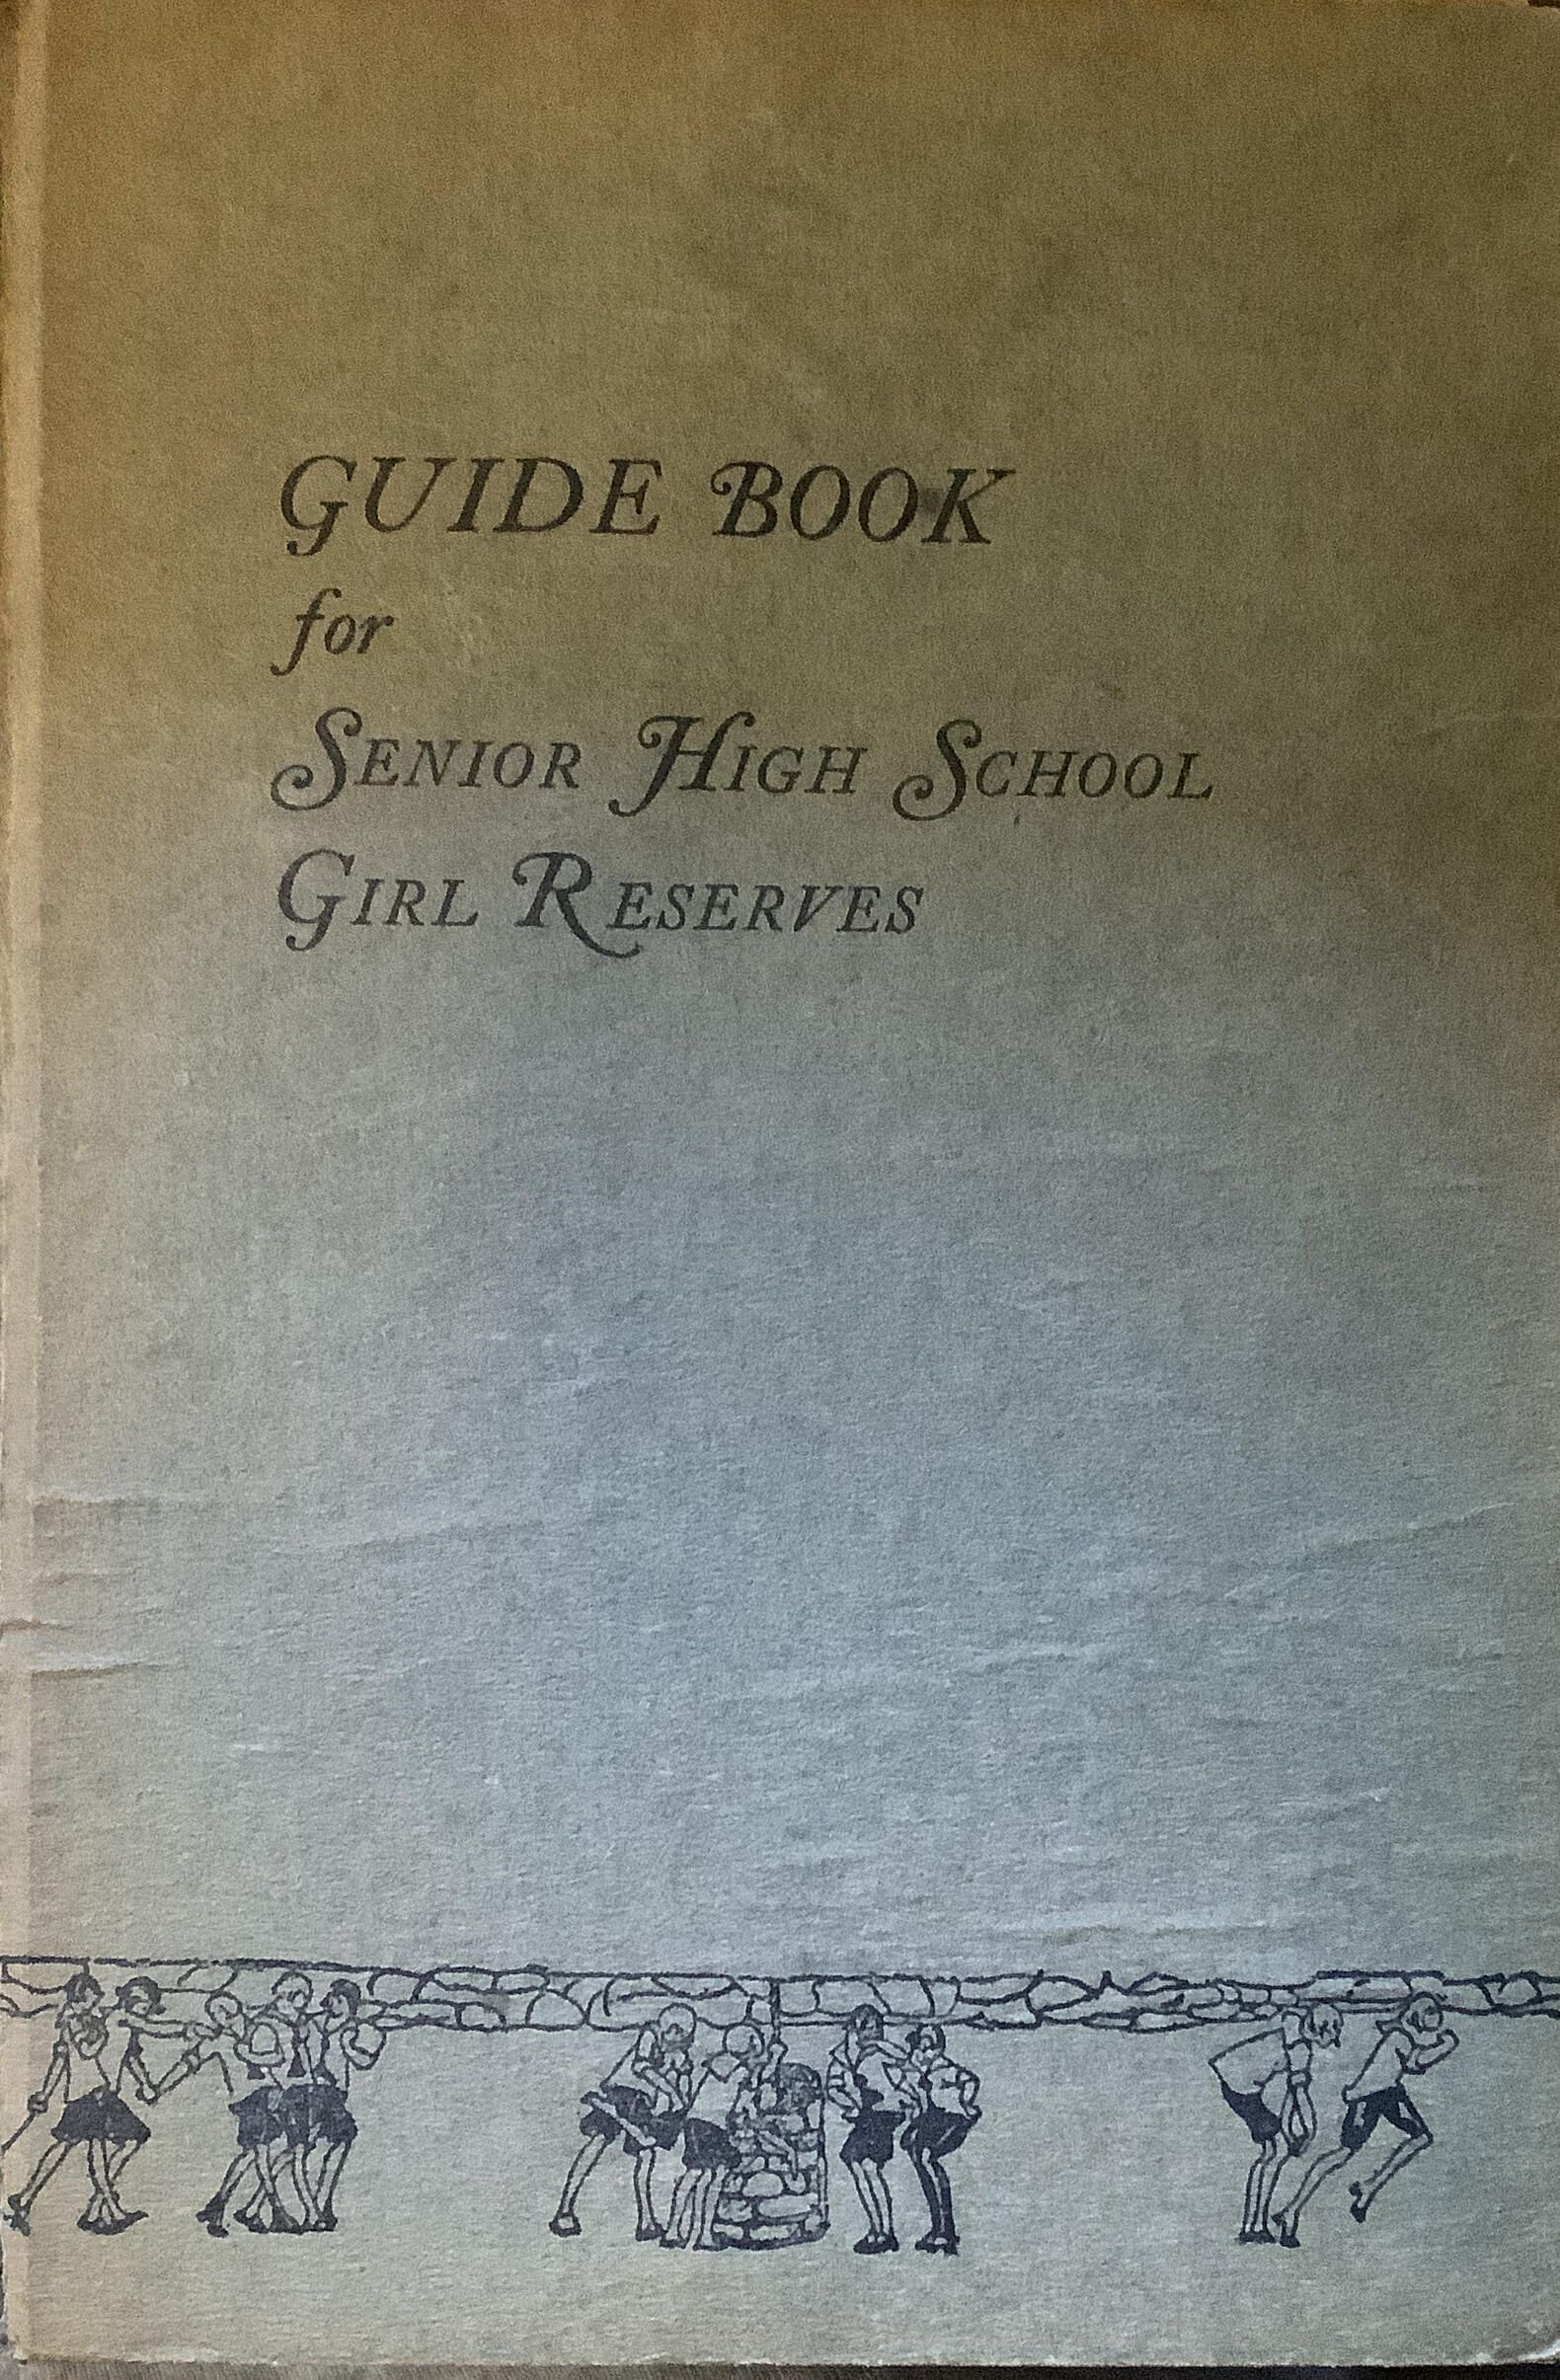 GUIDE BOOK
for
SENIOR HIGH SCHOOL
GIRL RESERVES